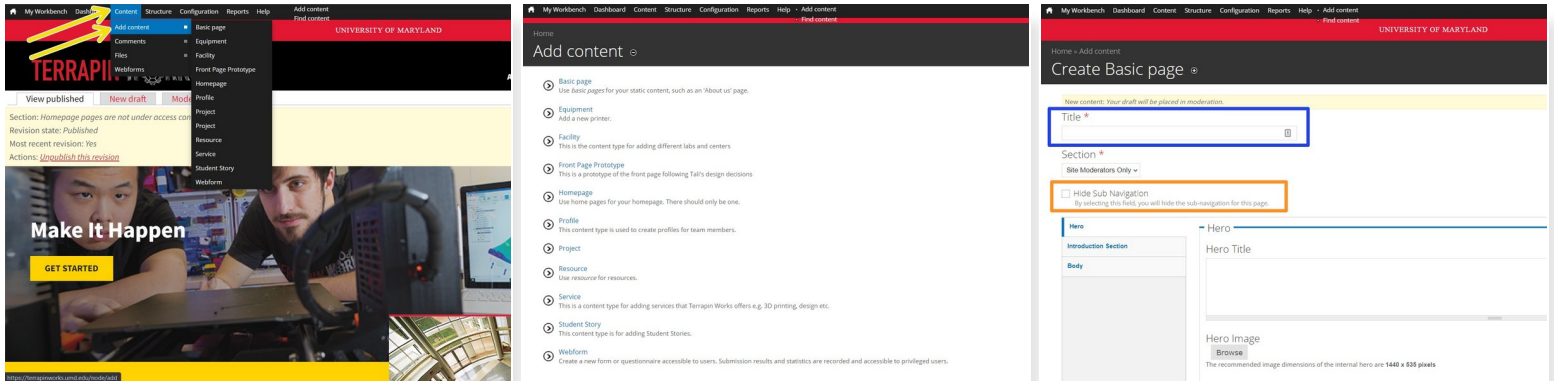 My Workbench Dashb Content Structure Configuration Reports Help Add content
Find content
Add content Basic page
Comments Equipment
Files Facility
Webforms Front Page Prototype
Homepage
Profile
Project
Project
Resource
Service
Student Story
Webform
UNIVERSITY OF MARYLAND
TERRAPIN
View published New draft Mode
Section: Homepage pages are not under access con
Revision state: Published
Most recent revision: Yes
Actions: Unpublish this revision
Make It Happen
GET STARTED
https://terrapinworks.umd.edu/node/add
My Workbench Dashboard Content Structure Configuration Reports Help Add content
Find content
Home
Add content
Basic page
Use basic pages for your static content, such as an 'About us' page.
Equipment
Add a new printer.
Facility
This is the content type for adding different labs and centers
Front Page Prototype
This is a prototype of the front page following Tali's design decisions
Homepage
Use home pages for your homepage. There should only be one.
Profile
This content type is used to create profiles for team members.
Project
Resource
Use resource for resources.
Service
This is a content type for adding services that Terrapin Works offers e.g. 3D printing, design etc.
Student Story
This content type is for adding Student Stories.
Webform
Create a new form or questionnaire accessible to users. Submission results and statistics are recorded and accessible to privileged users.
My Workbench Dashboard Content Structure Configuration Reports Help Add content
Find content
UNIVERSITY OF MARYLAND
Home » Add content
Create Basic page
New content: Your draft will be placed in moderation.
Title *
Section *
Site Moderators Only
Hide Sub Navigation
By selecting this field, you will hide the sub-navigation for this page.
Hero
Introduction Section
Body
Hero
Hero Title
Hero Image
Browse
The recommended image dimensions of the internal hero are 1440 x 535 pixels